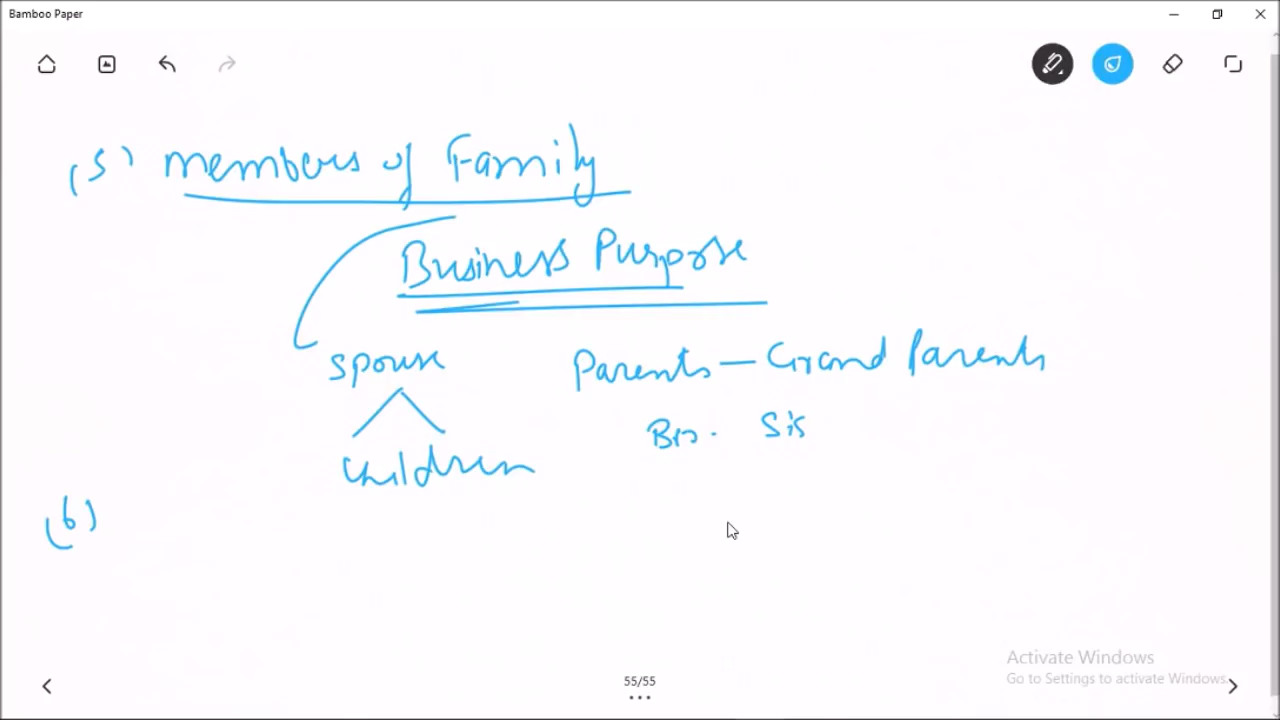 Bamboo Paper
(5) members of Family
Business Purpose
Spouse Parents — Grand Parents
Bro. Sis
Children
(6)
Activate Windows
Go to Settings to activate Windows.
55/55